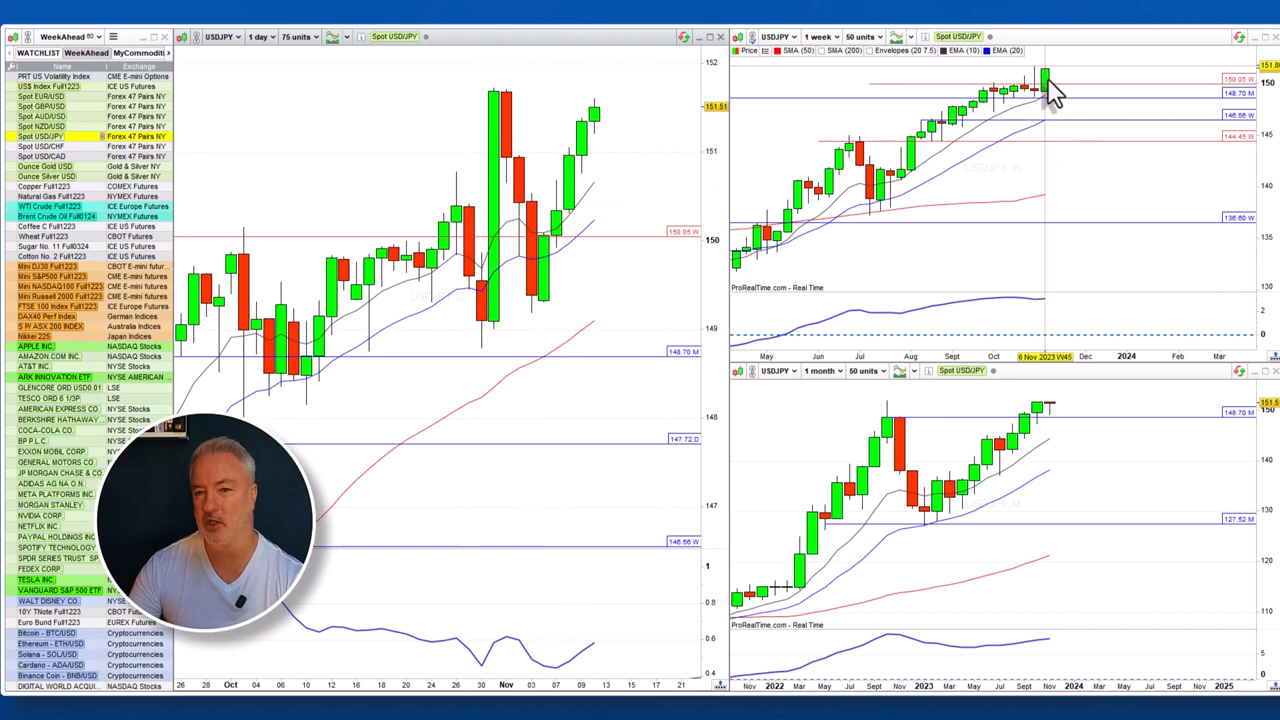 WeekAhead 60
WATCHLIST WeekAhead MyCommoditi
Name Exchange
PRT US Volatility Index CME E-mini Options
US$ Index Full1223 ICE US Futures
Spot EUR/USD Forex 47 Pairs NY
Spot GBP/USD Forex 47 Pairs NY
Spot AUD/USD Forex 47 Pairs NY
Spot NZD/USD Forex 47 Pairs NY
Spot USD/JPY Forex 47 Pairs NY
Spot USD/CHF Forex 47 Pairs NY
Spot USD/CAD Forex 47 Pairs NY
Ounce Gold USD Gold & Silver NY
Ounce Silver USD Gold & Silver NY
Copper Full1223 COMEX Futures
Natural Gas Full1223 NYMEX Futures
WTI Crude Full1223 ICE Europe Futures
Brent Crude Oil Full0124 NYMEX Futures
Coffee C Full1223 ICE US Futures
Wheat Full1223 CBOT Futures
Sugar No. 11 Full0324 ICE US Futures
Cotton No. 2 Full1223 ICE US Futures
Mini DJ30 Full1223 CBOT E-mini futur...
Mini S&P500 Full1223 CME E-mini futures
Mini NASDAQ100 Full1223 CME E-mini futures
Mini Russell 2000 Full1223 CME E-mini futures
FTSE 100 Index Full1223 ICE Europe Futures
DAX40 Perf Index Germany Indices
S P/ ASX 200 INDEX Australia Indices
Nikkei 225 Japan Indices
APPLE INC. NASDAQ Stocks
AMAZON.COM INC. NASDAQ Stocks
AT&T INC. NYSE Stocks
ARK INNOVATION ETF NYSE AMERICAN ...
GLENCORE ORD USD0 01 LSE
TESCO ORD 6 1/3P LSE
AMERICAN EXPRESS CO. NYSE Stocks
BERKSHIRE HATHAWAY... NYSE Stocks
COCA-COLA CO. NYSE Stocks
BP P.L.C. NYSE Stocks
EXXON MOBIL CORP.
GENERAL MOTORS
JP MORGAN CHASE & CO
ADIDAS AG NA O.N.
META PLATFORMS INC.
MORGAN STANLEY
NVIDIA CORP.
NETFLIX INC.
PAYPAL HOLDINGS
SPOTIFY TECHNOLOGY
SPDR SERIES TRUST
FEDEX CORP.
TESLA INC.
VANGUARD S&P 500 ETF
WALT DISNEY CO. NYSE Stocks
10Y TNote Full1223 CBOT Futures
Euro Bund Full1223 EUREX Futures
Bitcoin - BTC/USD Cryptocurrencies
Ethereum - ETH/USD Cryptocurrencies
Solana - SOL/USD Cryptocurrencies
Cardano - ADA/USD Cryptocurrencies
Binance Coin - BNB/USD Cryptocurrencies
DIGITAL WORLD ACQUI... NASDAQ Stocks
USDJPY 1 day 75 units Spot USD/JPY
152
151.51
151
150.05 W
150
149
148.70 M
148
147.72 D
147
146.56 W
1
0.8
0.6
0.4
26 28 Oct 04 06 10 12 16 18 20 24 26 30 Nov 03 07 09 13 15 17 21
USDJPY 1 week 50 units Spot USD/JPY
Price SMA (50) SMA (200) Envelopes (20 7.5) EMA (10) EMA (20)
151.80
150.05 W
150
148.70 M
146.56 W
144.45 W
USDJPY W
140
136.60 W
135
130
ProRealTime.com - Real Time
2
0
May Jun Jul Aug Sept Oct 6 Nov 2023 W45 Dec 2024 Feb Mar
USDJPY 1 month 50 units Spot USD/JPY
151.5
150
148.70 M
140
130
127.52 M
120
110
ProRealTime.com - Real Time
5
0
Nov 2022 Mar May Jul Sept Nov 2023 Mar May Jul Sept Nov 2024 Mar May Jul Sept Nov 2025